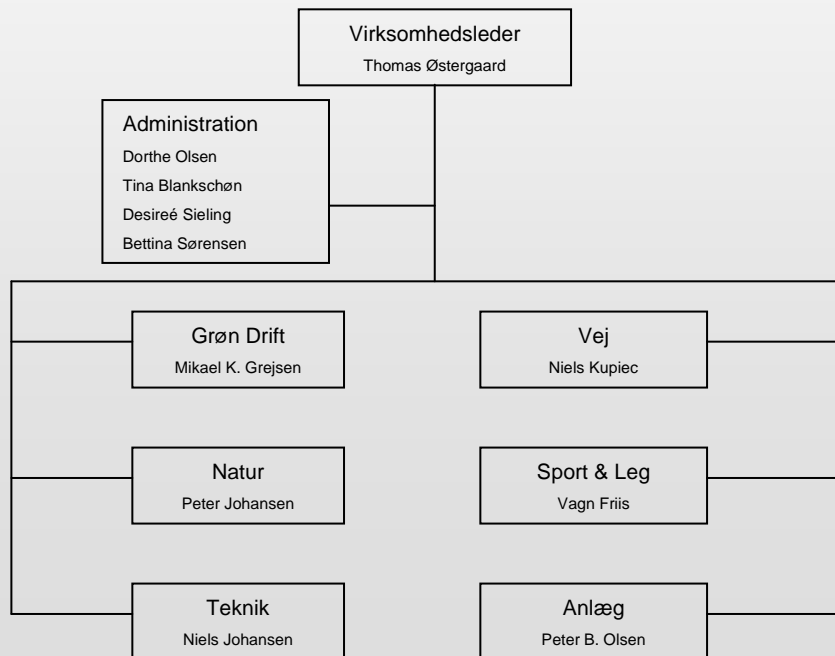 Virksomhedsleder
Thomas Østergaard
Administration
Dorthe Olsen
Tina Blankschøn
Desireé Sieling
Bettina Sørensen
Grøn Drift
Mikael K. Grejsen
Vej
Niels Kupiec
Natur
Peter Johansen
Sport & Leg
Vagn Friis
Teknik
Niels Johansen
Anlæg
Peter B. Olsen